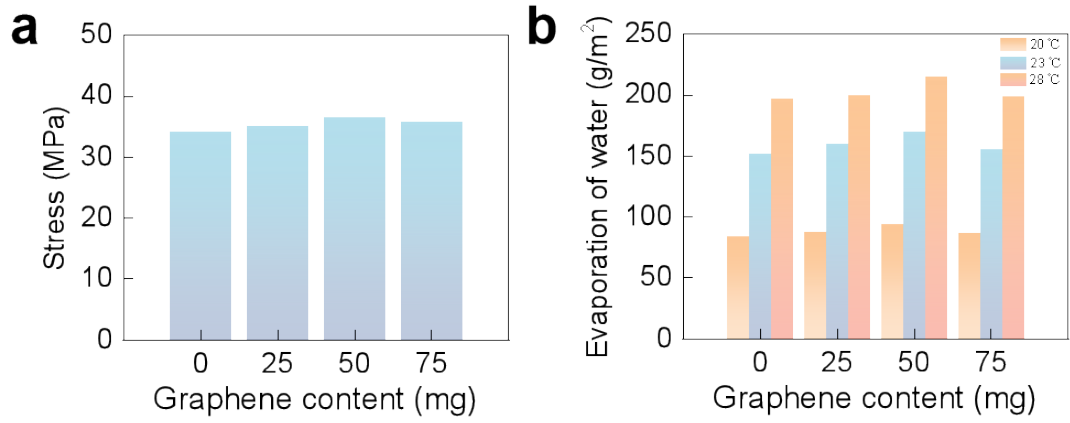 a
50
40
30
20
10
0
Stress (MPa)
0 25 50 75
Graphene content (mg)
b
250
200
150
100
50
0
Evaporation of water (g/m²)
20 ℃
23 ℃
28 ℃
0 25 50 75
Graphene content (mg)